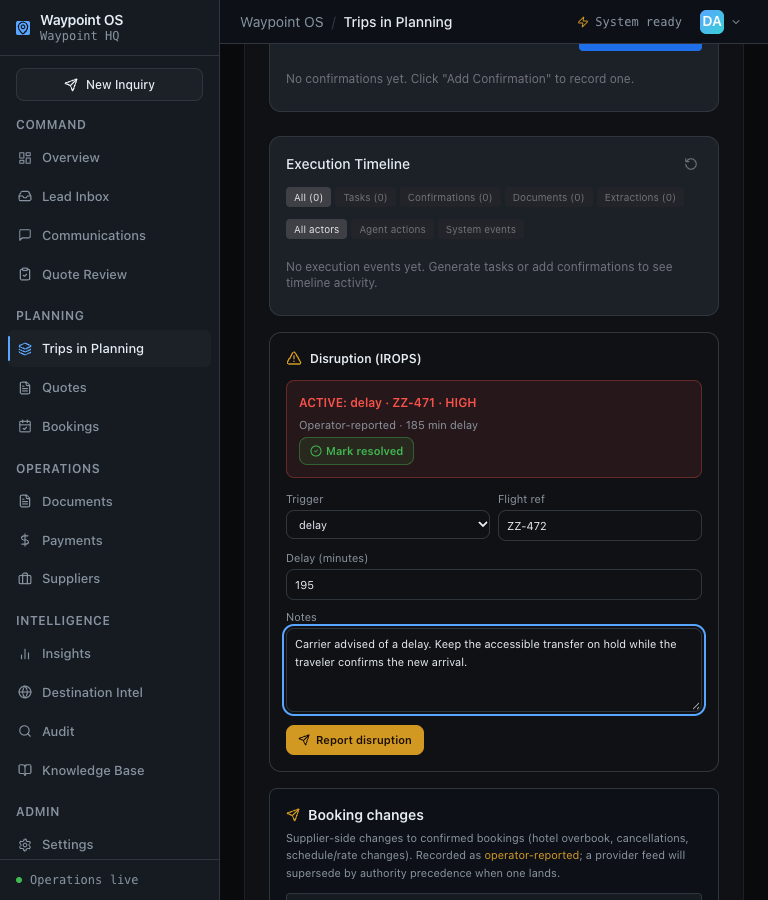 Waypoint OS
Waypoint HQ
New Inquiry
COMMAND
Overview
Lead Inbox
Communications
Quote Review
PLANNING
Trips in Planning
Quotes
Bookings
OPERATIONS
Documents
Payments
Suppliers
INTELLIGENCE
Insights
Destination Intel
Audit
Knowledge Base
ADMIN
Settings
Operations live
Waypoint OS / Trips in Planning
System ready
DA
No confirmations yet. Click "Add Confirmation" to record one.
Execution Timeline
All (0) Tasks (0) Confirmations (0) Documents (0) Extractions (0)
All actors Agent actions System events
No execution events yet. Generate tasks or add confirmations to see
timeline activity.
Disruption (IROPS)
ACTIVE: delay · ZZ-471 · HIGH
Operator-reported · 185 min delay
Mark resolved
Trigger Flight ref
delay ZZ-472
Delay (minutes)
195
Notes
Carrier advised of a delay. Keep the accessible transfer on hold while the
traveler confirms the new arrival.
Report disruption
Booking changes
Supplier-side changes to confirmed bookings (hotel overbook, cancellations,
schedule/rate changes). Recorded as operator-reported; a provider feed will
supersede by authority precedence when one lands.